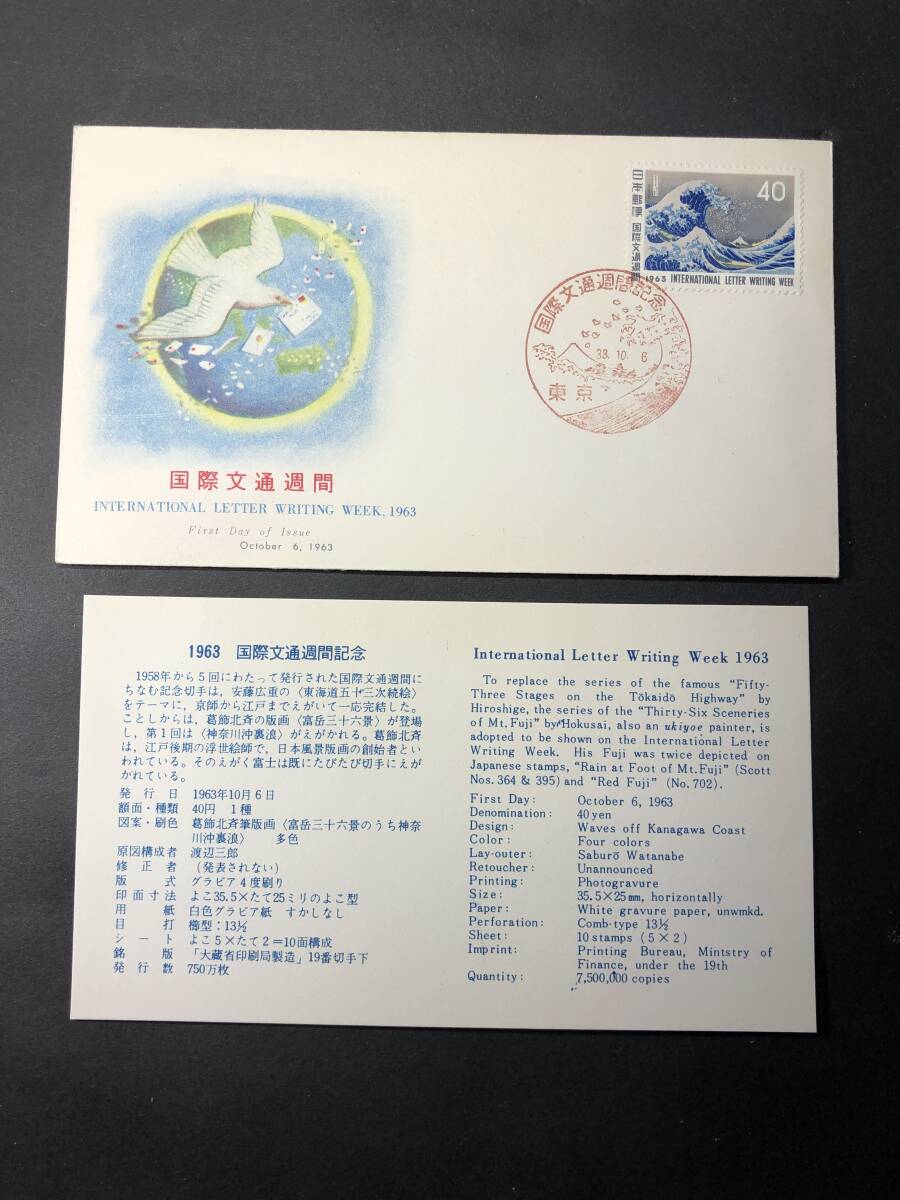 日本郵便 国際文通週間
40
1963 INTERNATIONAL LETTER WRITING WEEK
国際文通週間記念
38.10.6
東京
国際文通週間
INTERNATIONAL LETTER WRITING WEEK, 1963
First Day of Issue
October 6, 1963
1963 国際文通週間記念
1958年から5回にわたって発行された国際文通週間に
ちなむ記念切手は，安藤広重の〈東海道五十三次続絵〉
をテーマに，京師から江戸までえがいて一応完結した。
ことしからは，葛飾北斎の版画〈富岳三十六景〉が登場
し，第1回は〈神奈川沖裏浪〉がえがかれる。葛飾北斎
は，江戸後期の浮世絵師で，日本風景版画の創始者とい
われている。そのえがく富士は既にたびたび切手にえが
かれている。
発行日 1963年10月6日
額面・種類 40円 1種
図案・刷色 葛飾北斎筆版画〈富岳三十六景のうち神奈
川沖裏浪〉 多色
原図構成者 渡辺三郎
修正者 (発表されない)
版式 グラビア4度刷り
印面寸法 よこ35.5×たて25ミリのよこ型
用紙 白色グラビア紙 すかしなし
目打 櫛型：13½
シート よこ5×たて2＝10面構成
銘版 「大蔵省印刷局製造」19番切手下
発行数 750万枚
International Letter Writing Week 1963
To replace the series of the famous "Fifty-
Three Stages on the Tōkaidō Highway" by
Hiroshige, the series of the "Thirty-Six Sceneries
of Mt. Fuji" by Hokusai, also an ukiyoe painter, is
adopted to be shown on the International Letter
Writing Week. His Fuji was twice depicted on
Japanese stamps, "Rain at Foot of Mt. Fuji" (Scott
Nos. 364 & 395) and "Red Fuji" (No. 702).
First Day: October 6, 1963
Denomination: 40 yen
Design: Waves off Kanagawa Coast
Color: Four colors
Lay-outer: Saburō Watanabe
Retoucher: Unannounced
Printing: Photogravure
Size: 35.5×25 mm, horizontally
Paper: White gravure paper, unwmkd.
Perforation: Comb-type 13½
Sheet: 10 stamps (5×2)
Imprint: Printing Bureau, Mintstry of
Finance, under the 19th
Quantity: 7,500,000 copies